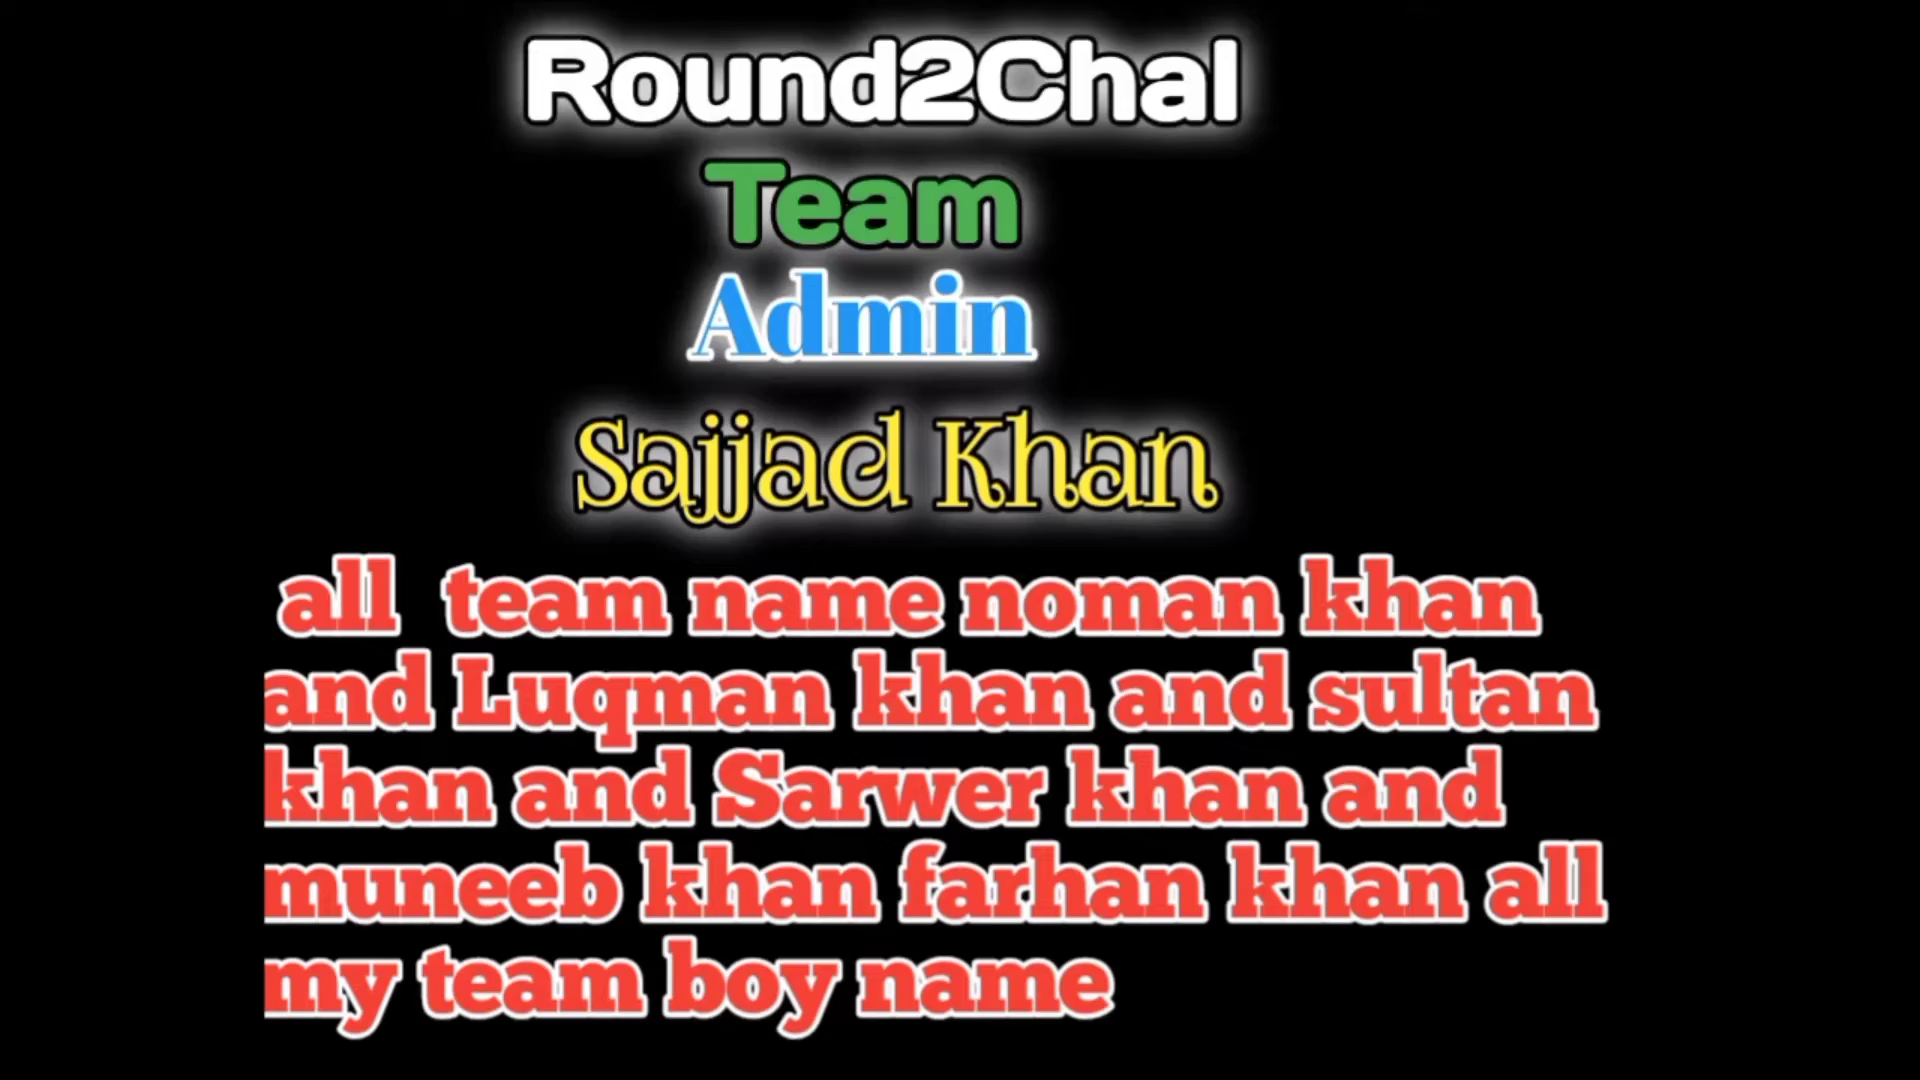 Round2Chal
Team
Admin
Sajjad Khan
all team name noman khan
and Luqman khan and sultan
khan and Sarwer khan and
muneeb khan farhan khan all
my team boy name